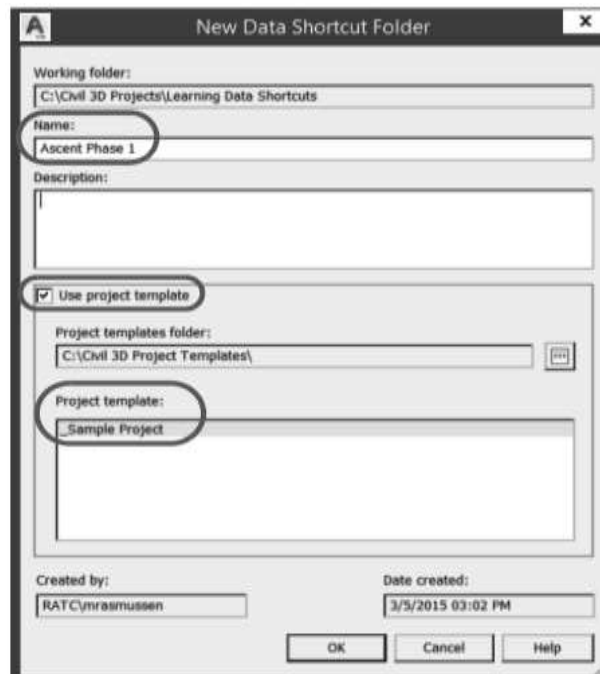 New Data Shortcut Folder
Working folder:
C:\Civil 3D Projects\Learning Data Shortcuts
Name:
Ascent Phase 1
Description:
Use project template
Project templates folder:
C:\Civil 3D Project Templates\
Project template:
_Sample Project
Created by:
RATC\mrasmussen
Date created:
3/5/2015 03:02 PM
OK
Cancel
Help